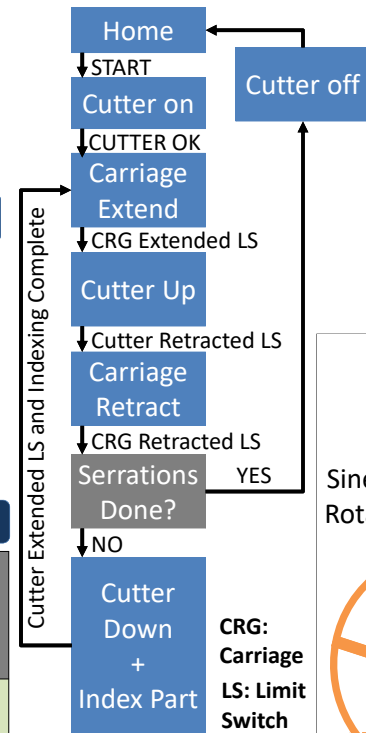 Home
START
Cutter on
Cutter off
CUTTER OK
Carriage
Extend
CRG Extended LS
Cutter Up
Cutter Retracted LS
Carriage
Retract
CRG Retracted LS
Serrations
Done?
YES
NO
Cutter
Down
+
Index Part
Cutter Extended LS and Indexing Complete
CRG:
Carriage
LS: Limit
Switch